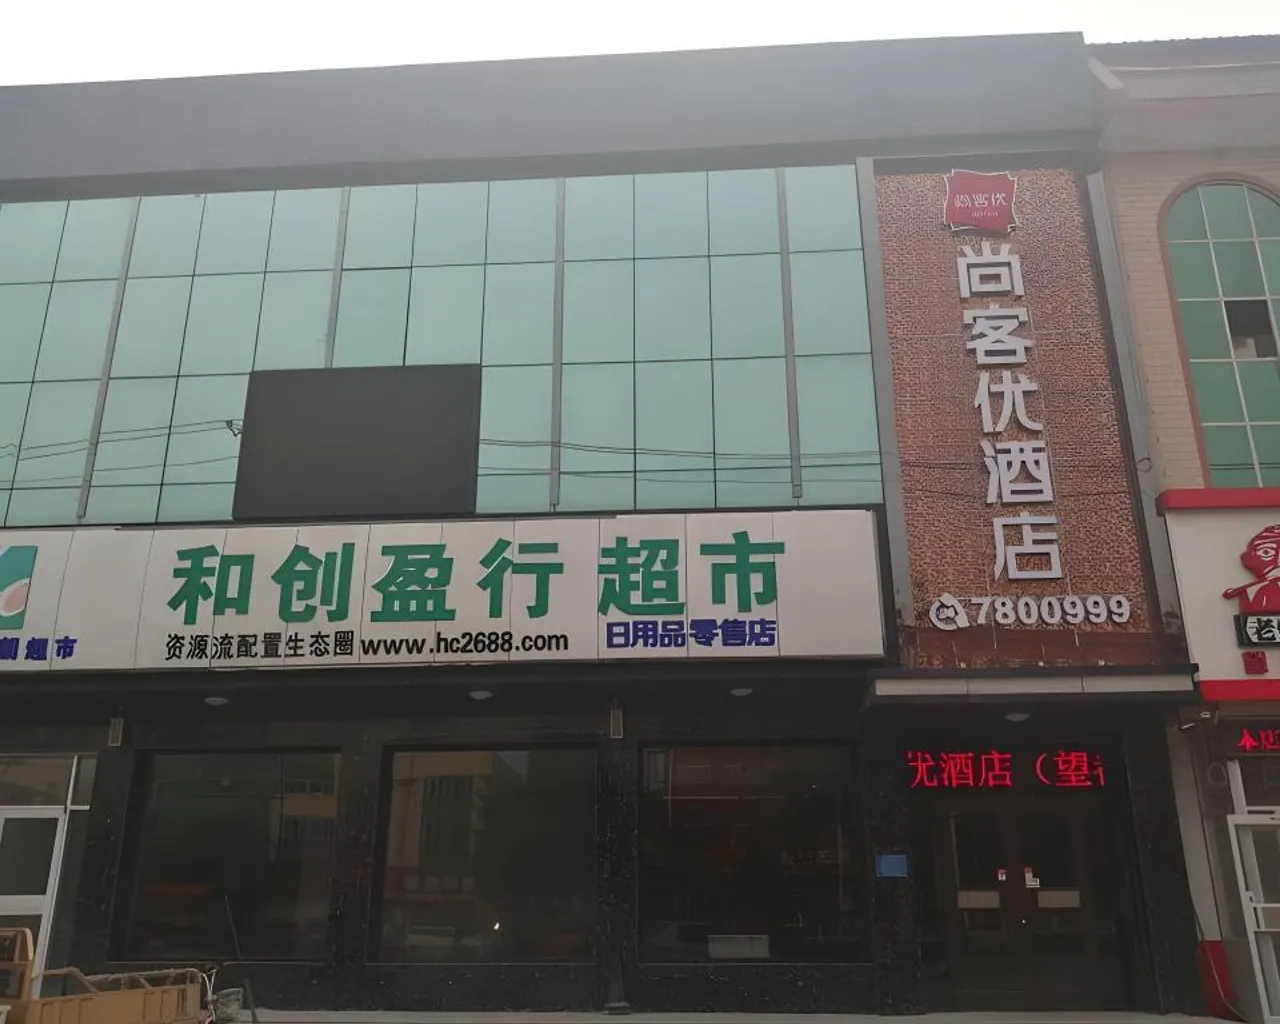 尚客优
尚
客
优
酒
店
7800999
和创盈行 超市
资源流配置生态圈 www.hc2688.com 日用品零售店
创超市
优酒店（望
老